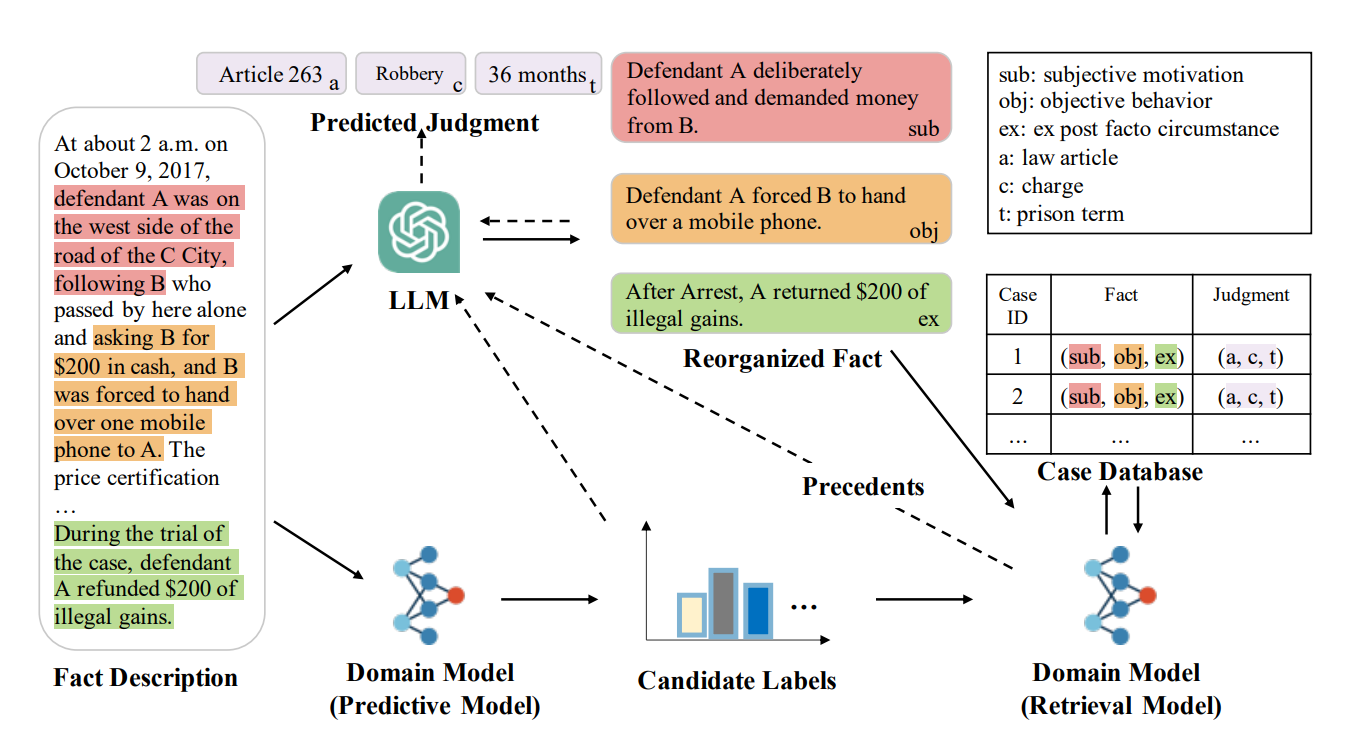 Article 263 a
Robbery c
36 months t
Predicted Judgment
At about 2 a.m. on
October 9, 2017,
defendant A was on
the west side of the
road of the C City,
following B who
passed by here alone
and asking B for
$200 in cash, and B
was forced to hand
over one mobile
phone to A. The
price certification
…
During the trial of
the case, defendant
A refunded $200 of
illegal gains.
Fact Description
LLM
Defendant A deliberately
followed and demanded money
from B. sub
Defendant A forced B to hand
over a mobile phone. obj
After Arrest, A returned $200 of
illegal gains. ex
Reorganized Fact
sub: subjective motivation
obj: objective behavior
ex: ex post facto circumstance
a: law article
c: charge
t: prison term
Case ID Fact Judgment
1 (sub, obj, ex) (a, c, t)
2 (sub, obj, ex) (a, c, t)
... ... ...
Case Database
Precedents
Domain Model
(Predictive Model)
...
Candidate Labels
Domain Model
(Retrieval Model)